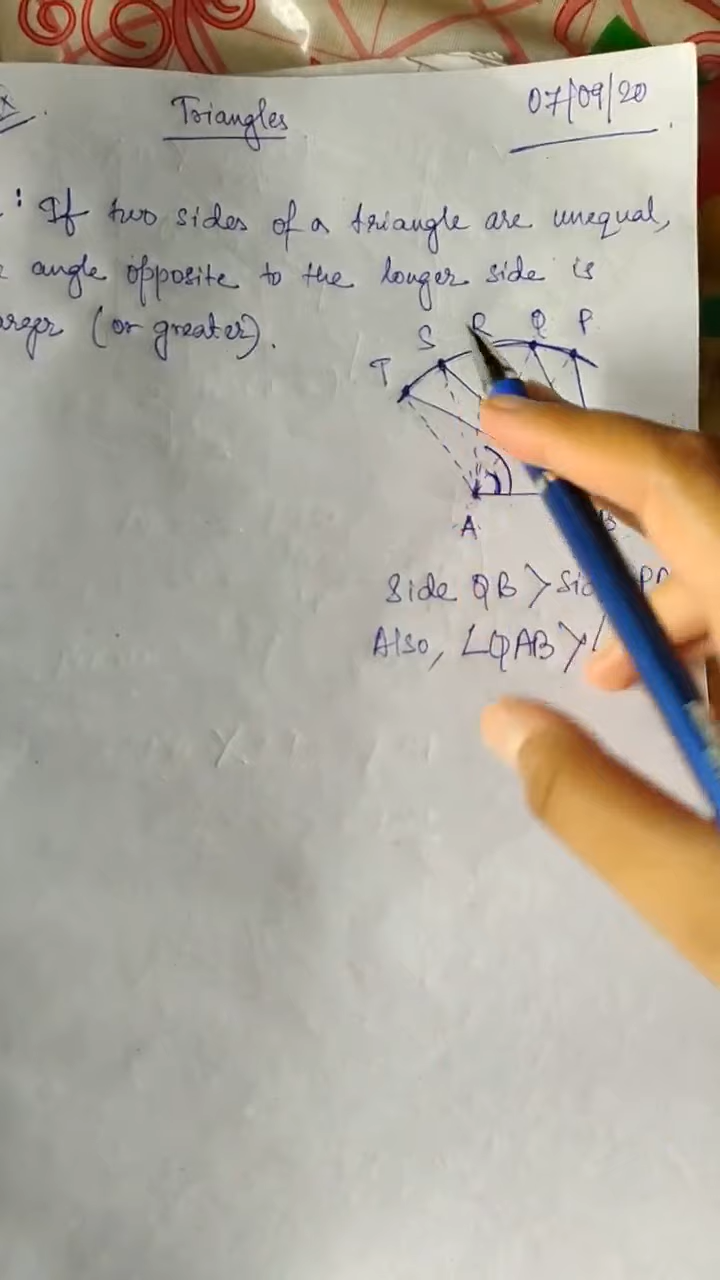 Triangles
07/09/20
: If two sides of a triangle are unequal,
angle opposite to the longer side is
(or greater).
T S R Q P
A
Side QB > Sid
Also, ∠QAB >